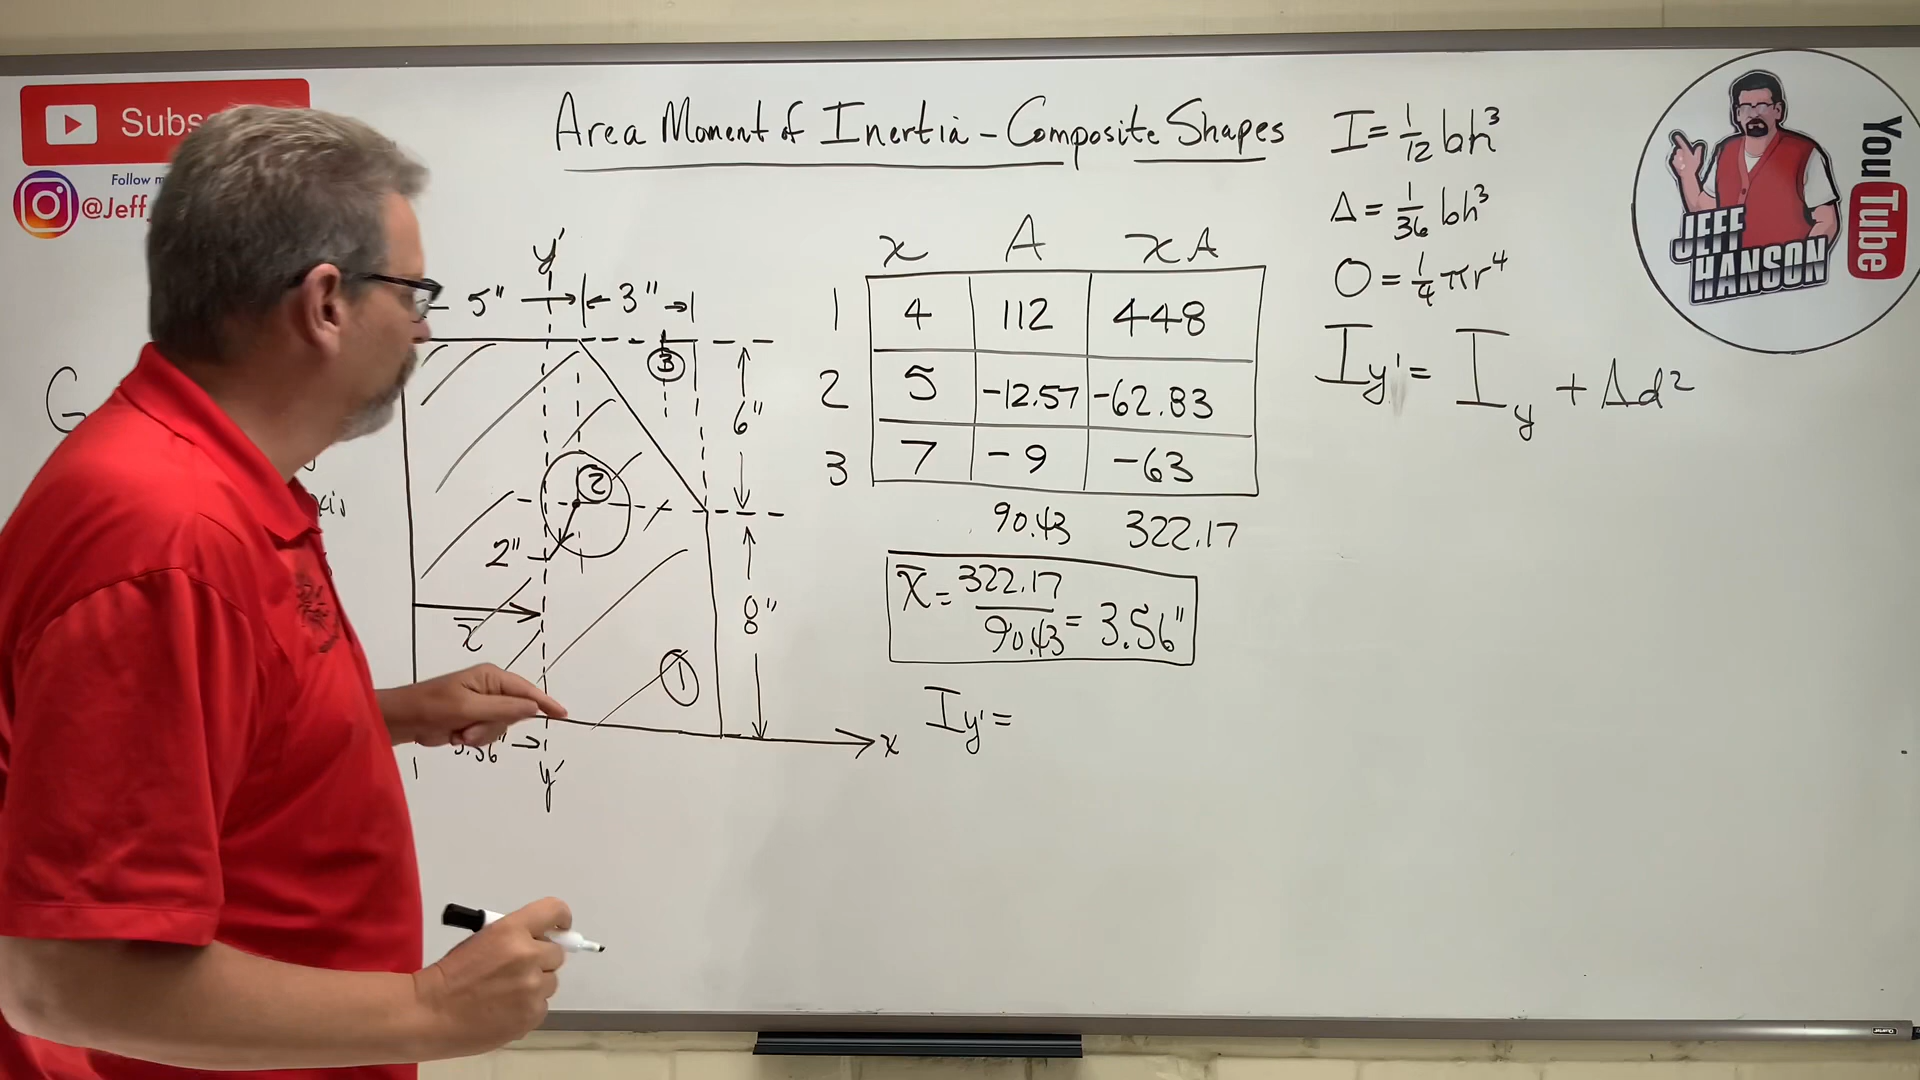 Area Moment of Inertia - Composite Shapes
I = 1/12 bh³
Δ = 1/36 bh³
O = 1/4 πr⁴
Iy' = Iy + Ad²
Follow
@Jeff_
YouTube
JEFF HANSON
y'
5" 3"
③
6"
②
2"
x̄
8"
①
3.56"
x
y'
G
x A xA
1 4 112 448
2 5 -12.57 -62.83
3 7 -9 -63
90.43 322.17
x̄ = 322.17 / 90.43 = 3.56"
Iy' =